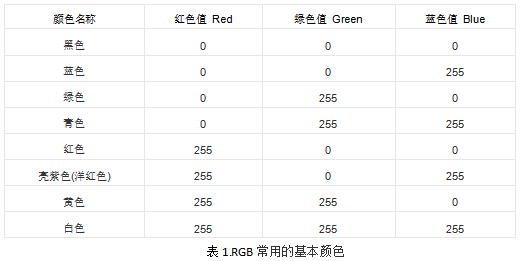 颜色名称 红色值 Red 绿色值 Green 蓝色值 Blue
黑色 0 0 0
蓝色 0 0 255
绿色 0 255 0
青色 0 255 255
红色 255 0 0
亮紫色(洋红色) 255 0 255
黄色 255 255 0
白色 255 255 255
表 1.RGB 常用的基本颜色